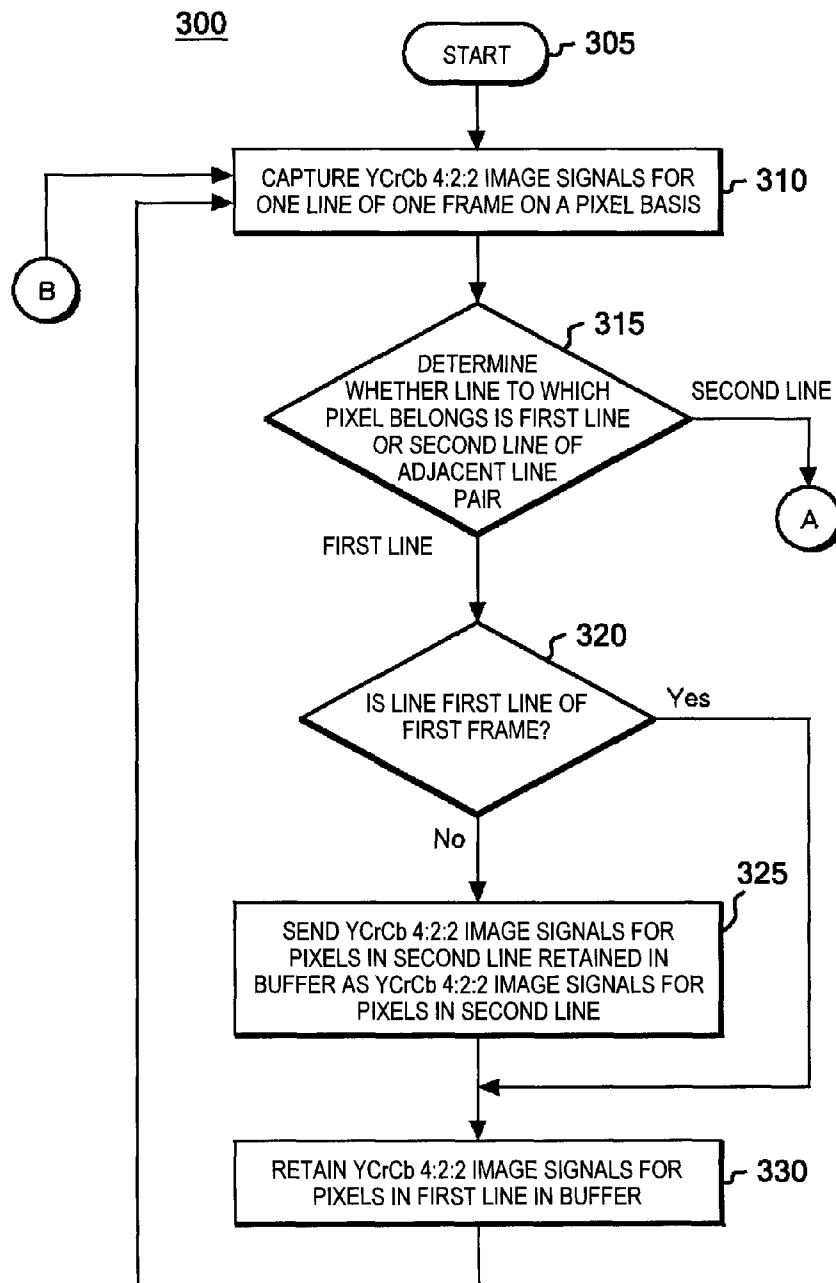 300
START
305
CAPTURE YCrCb 4:2:2 IMAGE SIGNALS FOR
ONE LINE OF ONE FRAME ON A PIXEL BASIS
310
B
315
DETERMINE
WHETHER LINE TO WHICH
PIXEL BELONGS IS FIRST LINE
OR SECOND LINE OF
ADJACENT LINE
PAIR
SECOND LINE
A
FIRST LINE
320
IS LINE FIRST LINE OF
FIRST FRAME?
Yes
No
325
SEND YCrCb 4:2:2 IMAGE SIGNALS FOR
PIXELS IN SECOND LINE RETAINED IN
BUFFER AS YCrCb 4:2:2 IMAGE SIGNALS FOR
PIXELS IN SECOND LINE
RETAIN YCrCb 4:2:2 IMAGE SIGNALS FOR
PIXELS IN FIRST LINE IN BUFFER
330